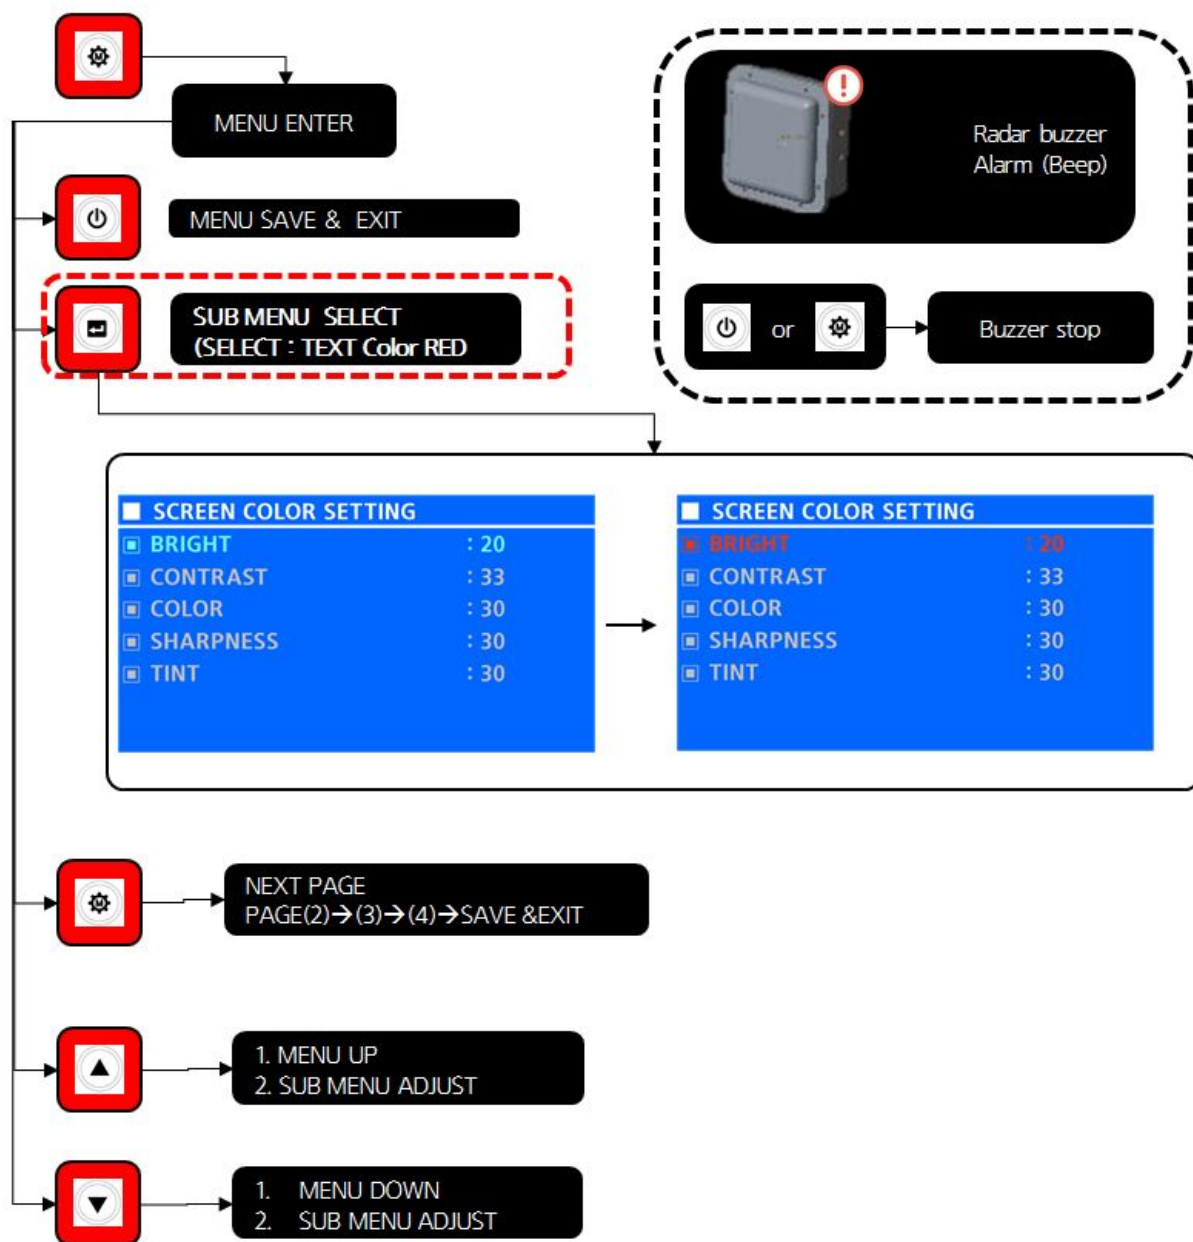 MENU ENTER
MENU SAVE & EXIT
SUB MENU SELECT
(SELECT : TEXT Color RED
Radar buzzer
Alarm (Beep)
or
Buzzer stop
SCREEN COLOR SETTING
BRIGHT : 20
CONTRAST : 33
COLOR : 30
SHARPNESS : 30
TINT : 30
SCREEN COLOR SETTING
BRIGHT : 20
CONTRAST : 33
COLOR : 30
SHARPNESS : 30
TINT : 30
NEXT PAGE
PAGE(2)→(3)→(4)→SAVE &EXIT
1. MENU UP
2. SUB MENU ADJUST
1. MENU DOWN
2. SUB MENU ADJUST